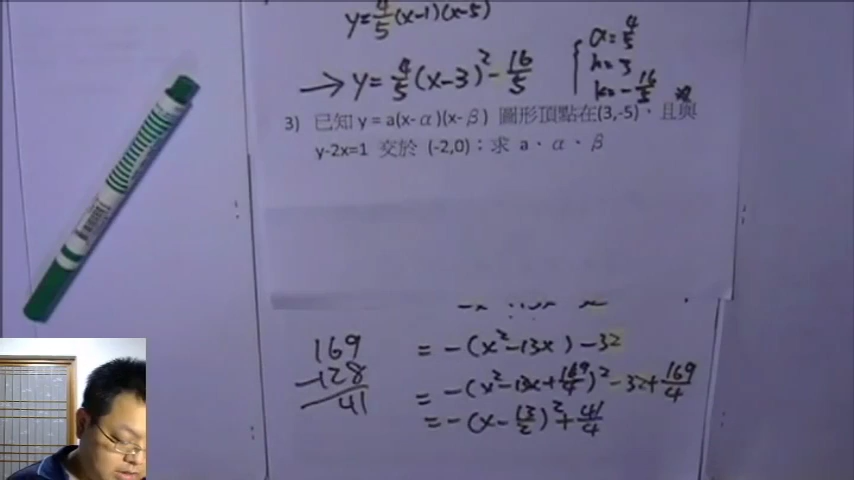 y=4/5(x-1)(x-5)
→ y=4/5(x-3)²-16/5
a=4/5
h=3
k=-16/5
3) 已知 y = a(x-α)(x-β) 圖形頂點在(3,-5)，且與
y-2x=1 交於 (-2,0)；求 a、α、β
169
-128
41
= -(x²-13x)-32
= -(x²-13x+169/4)²-32+169/4
= -(x-13/2)²+41/4